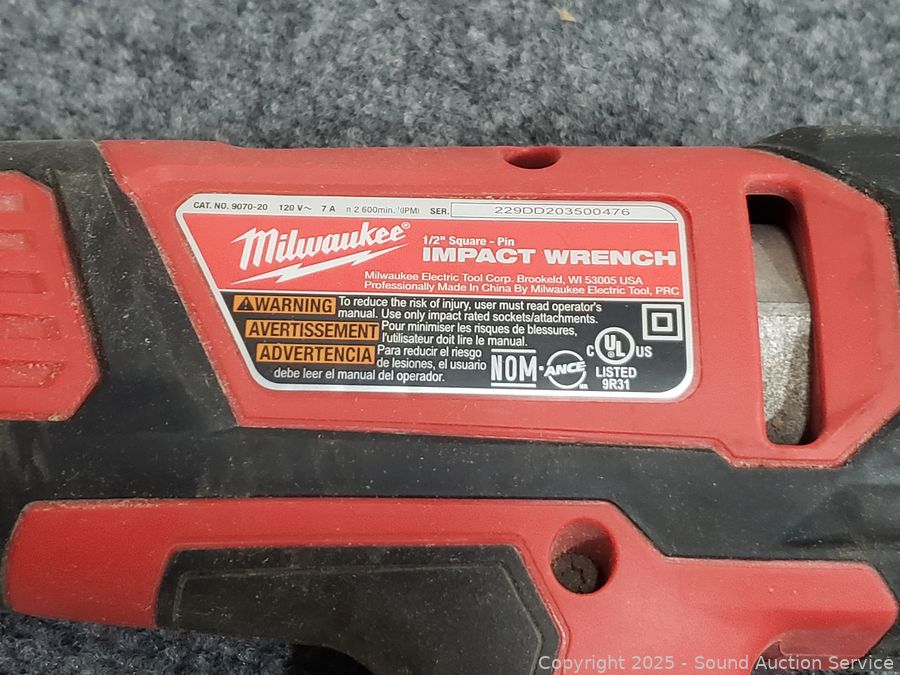 CAT. NO. 9070-20 120 V~ 7 A n 2 600min. '(IPM) SER. 229DD203500476
Milwaukee®
1/2" Square - Pin
IMPACT WRENCH
Milwaukee Electric Tool Corp. Brookeld, WI 53005 USA
Professionally Made In China By Milwaukee Electric Tool, PRC
WARNING To reduce the risk of injury, user must read operator's
manual. Use only impact rated sockets/attachments.
AVERTISSEMENT Pour minimiser les risques de blessures,
l'utilisateur doit lire le manual.
ADVERTENCIA Para reducir el riesgo
de lesiones, el usuario
debe leer el manual del operador.
NOM-ANCE
C UL US
LISTED
9R31
Copyright 2025 - Sound Auction Service